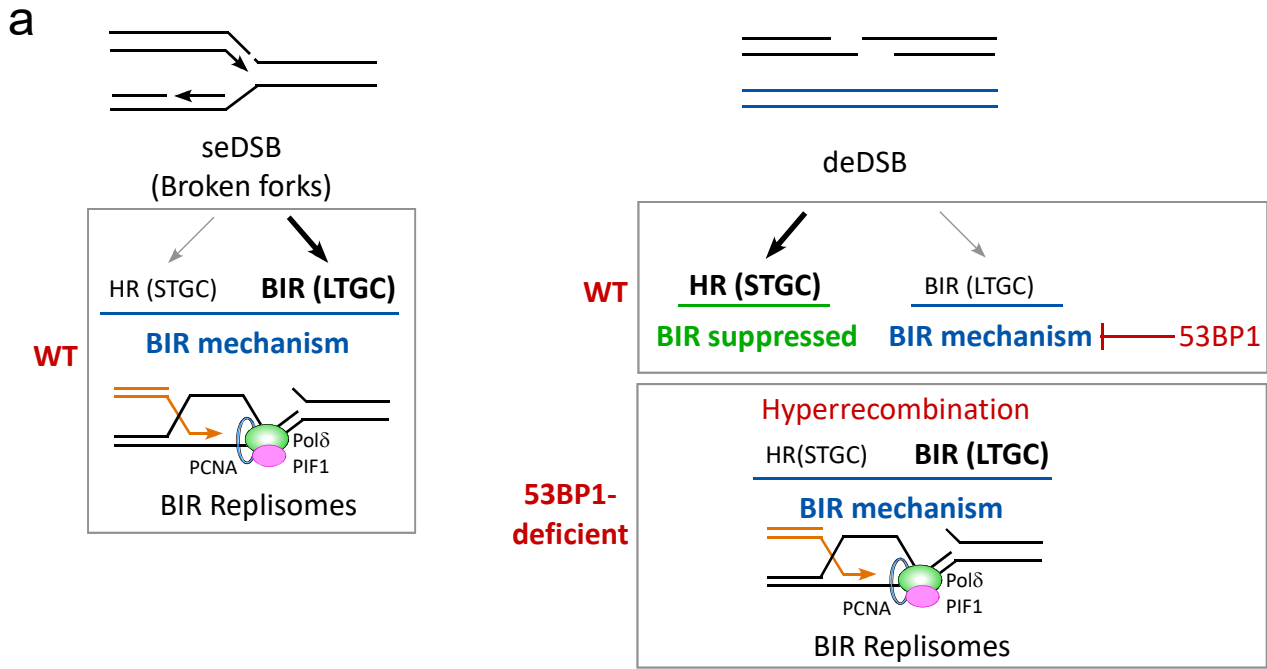 a
seDSB
(Broken forks)
WT
HR (STGC)
BIR (LTGC)
BIR mechanism
PCNA
Polδ
PIF1
BIR Replisomes
deDSB
WT
HR (STGC)
BIR (LTGC)
BIR suppressed
BIR mechanism
53BP1
53BP1-
deficient
Hyperrecombination
HR(STGC)
BIR (LTGC)
BIR mechanism
PCNA
Polδ
PIF1
BIR Replisomes